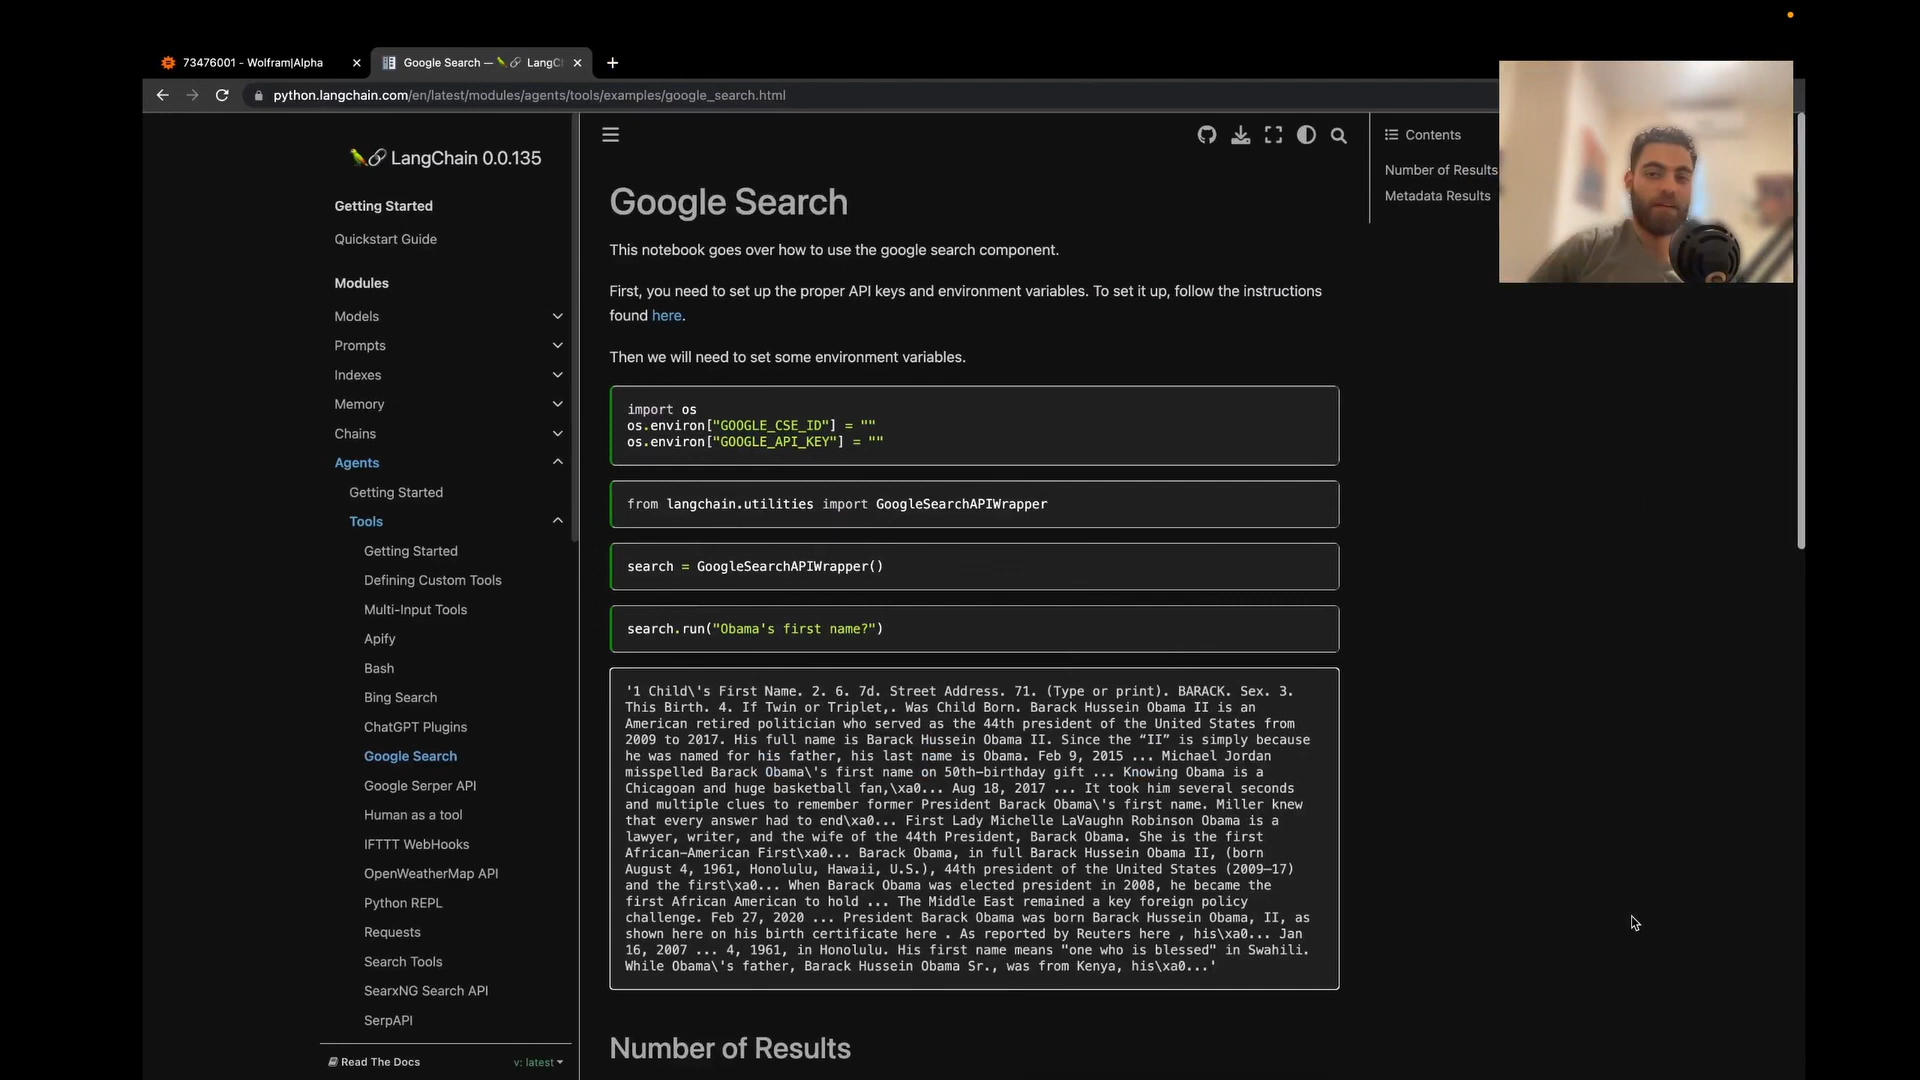 73476001 - Wolfram|Alpha
Google Search — LangC
python.langchain.com/en/latest/modules/agents/tools/examples/google_search.html
LangChain 0.0.135
Getting Started
Quickstart Guide
Modules
Models
Prompts
Indexes
Memory
Chains
Agents
Getting Started
Tools
Getting Started
Defining Custom Tools
Multi-Input Tools
Apify
Bash
Bing Search
ChatGPT Plugins
Google Search
Google Serper API
Human as a tool
IFTTT WebHooks
OpenWeatherMap API
Python REPL
Requests
Search Tools
SearxNG Search API
SerpAPI
Read The Docs
v: latest
Google Search
This notebook goes over how to use the google search component.
First, you need to set up the proper API keys and environment variables. To set it up, follow the instructions
found here.
Then we will need to set some environment variables.
import os
os.environ["GOOGLE_CSE_ID"] = ""
os.environ["GOOGLE_API_KEY"] = ""
from langchain.utilities import GoogleSearchAPIWrapper
search = GoogleSearchAPIWrapper()
search.run("Obama's first name?")
'1 Child\'s First Name. 2. 6. 7d. Street Address. 71. (Type or print). BARACK. Sex. 3.
This Birth. 4. If Twin or Triplet,. Was Child Born. Barack Hussein Obama II is an
American retired politician who served as the 44th president of the United States from
2009 to 2017. His full name is Barack Hussein Obama II. Since the “II” is simply because
he was named for his father, his last name is Obama. Feb 9, 2015 ... Michael Jordan
misspelled Barack Obama\'s first name on 50th-birthday gift ... Knowing Obama is a
Chicagoan and huge basketball fan,\xa0... Aug 18, 2017 ... It took him several seconds
and multiple clues to remember former President Barack Obama\'s first name. Miller knew
that every answer had to end\xa0... First Lady Michelle LaVaughn Robinson Obama is a
lawyer, writer, and the wife of the 44th President, Barack Obama. She is the first
African-American First\xa0... Barack Obama, in full Barack Hussein Obama II, (born
August 4, 1961, Honolulu, Hawaii, U.S.), 44th president of the United States (2009–17)
and the first\xa0... When Barack Obama was elected president in 2008, he became the
first African American to hold ... The Middle East remained a key foreign policy
challenge. Feb 27, 2020 ... President Barack Obama was born Barack Hussein Obama, II, as
shown here on his birth certificate here . As reported by Reuters here , his\xa0... Jan
16, 2007 ... 4, 1961, in Honolulu. His first name means "one who is blessed" in Swahili.
While Obama\'s father, Barack Hussein Obama Sr., was from Kenya, his\xa0...'
Number of Results
Contents
Number of Results
Metadata Results